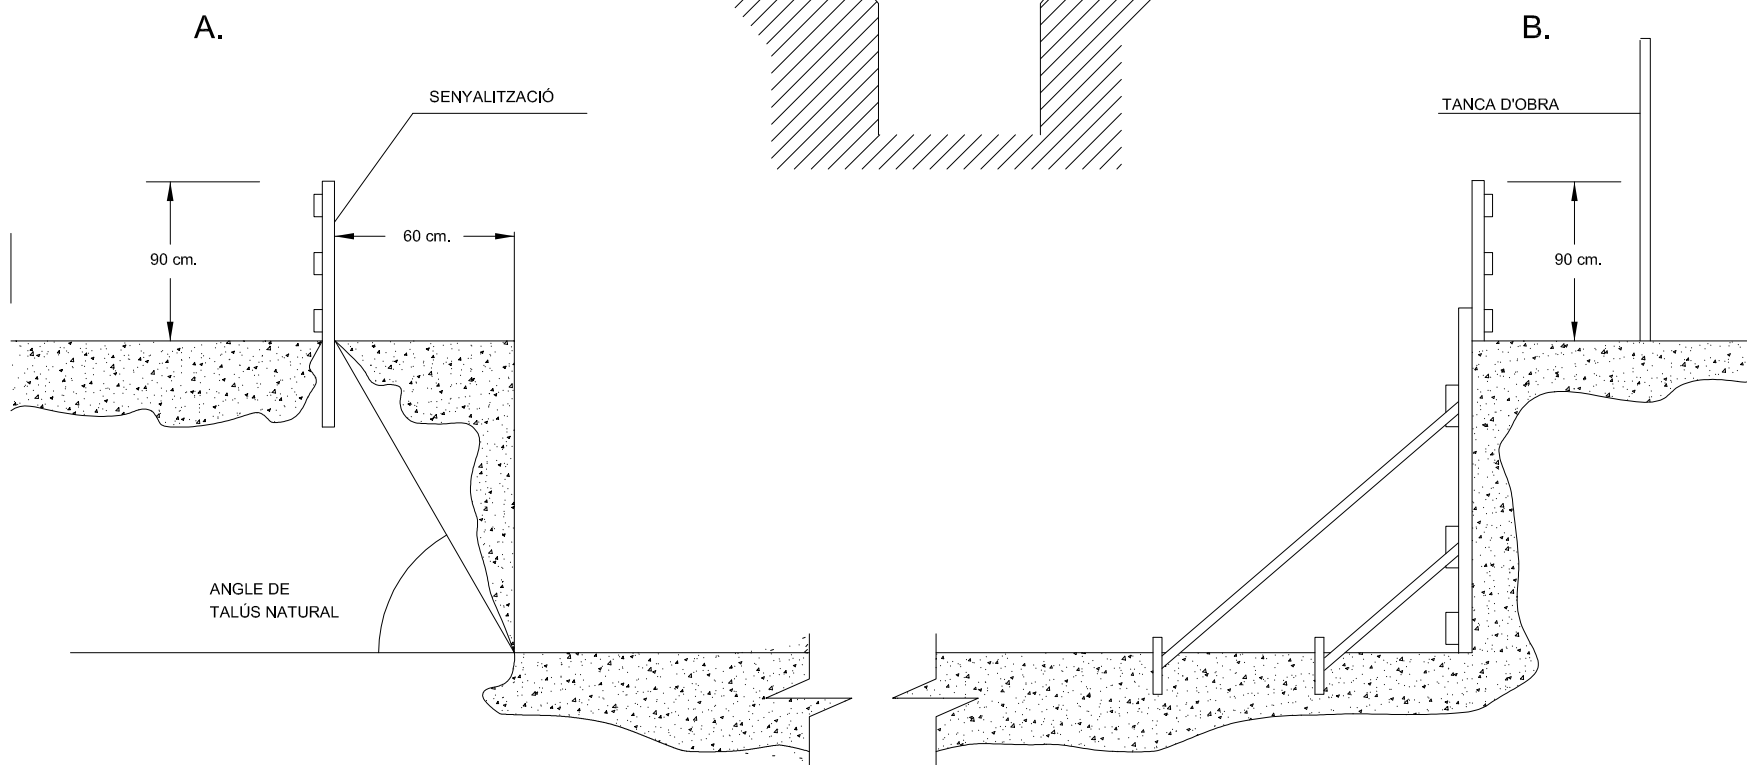 A.
B.
SENYALITZACIÓ
TANCA D'OBRA
60 cm.
90 cm.
90 cm.
ANGLE DE
TALÚS NATURAL